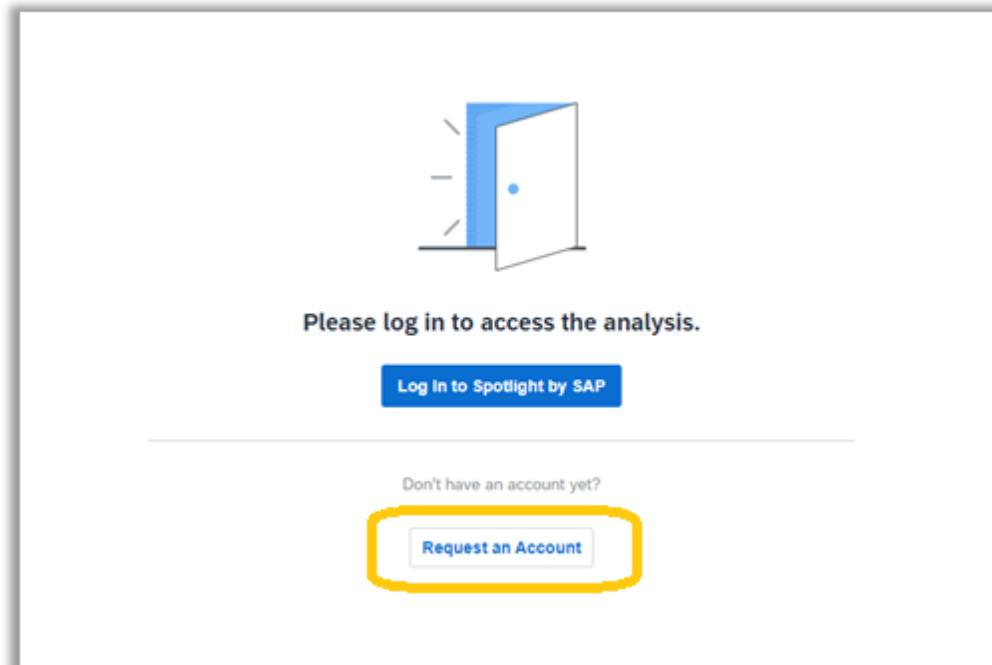 Please log in to access the analysis.
Log In to Spotlight by SAP
Don't have an account yet?
Request an Account